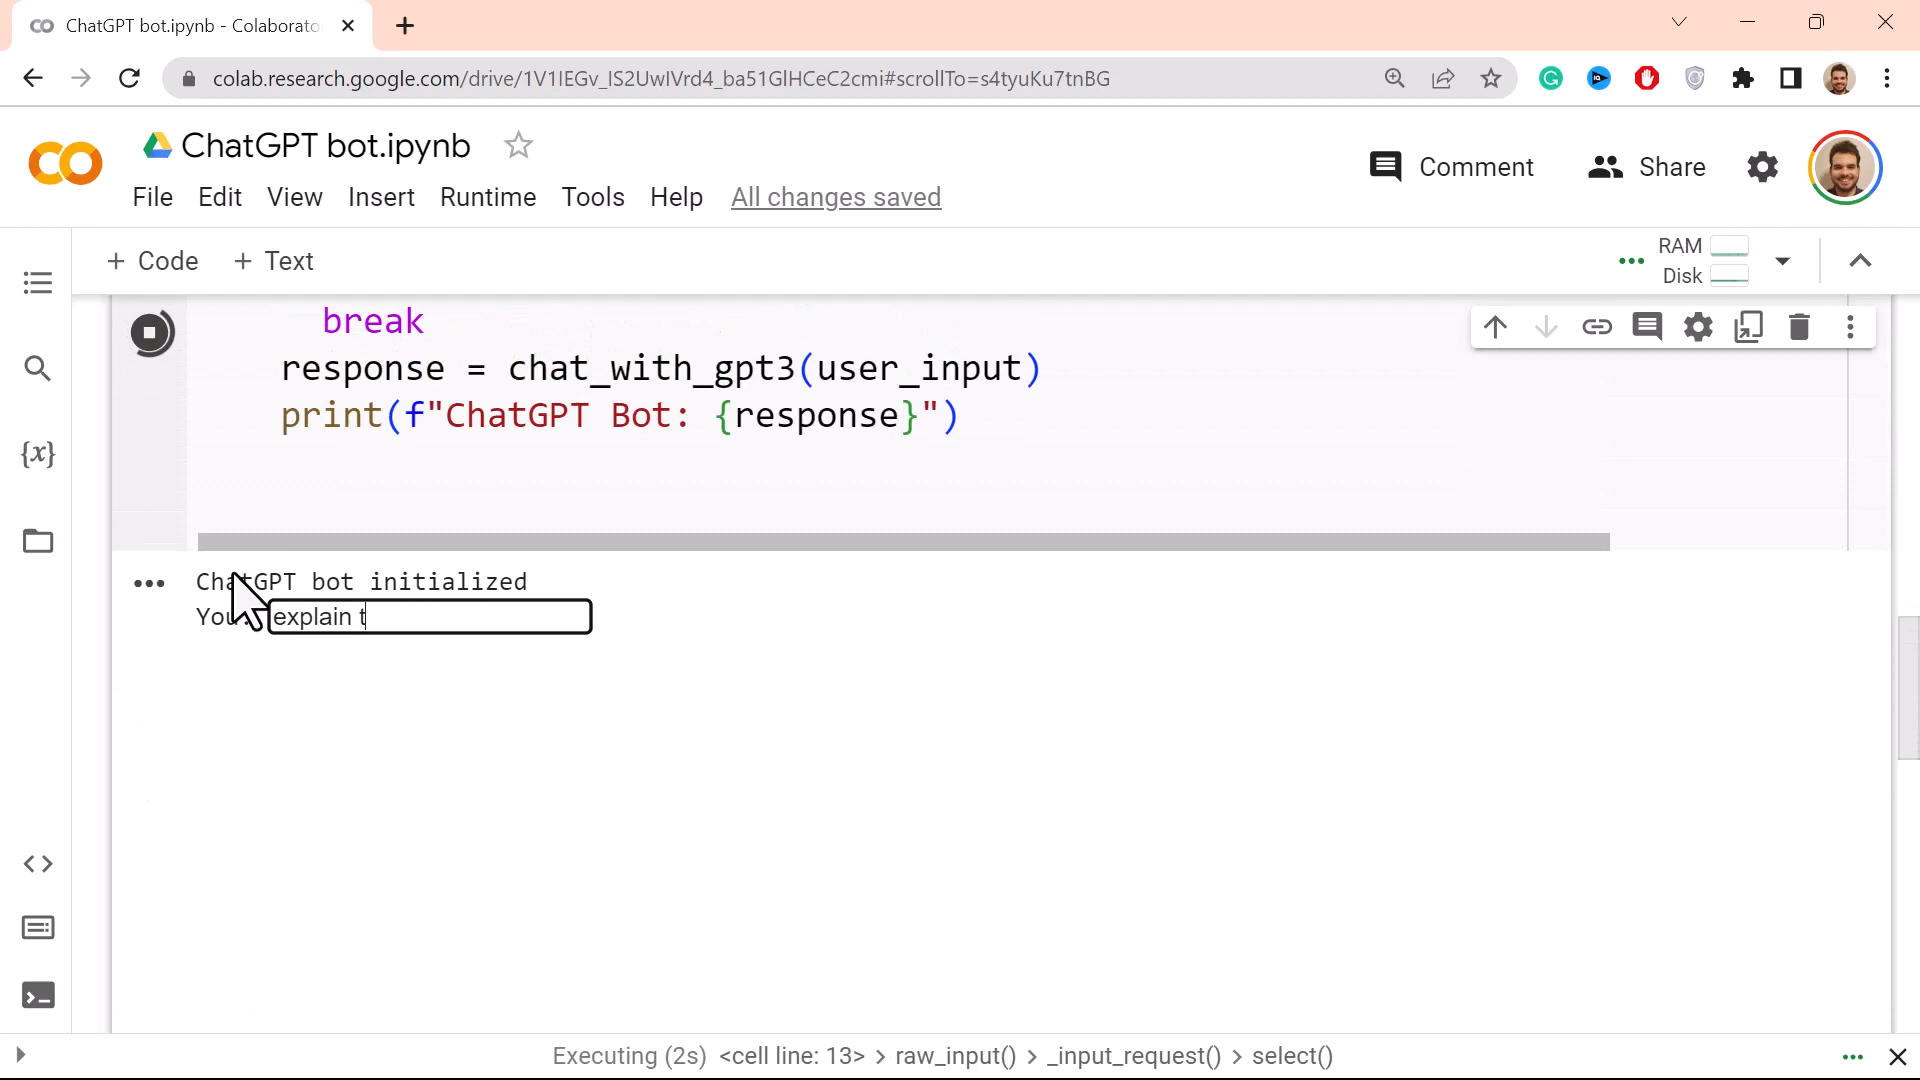 ChatGPT bot.ipynb - Colaborato
colab.research.google.com/drive/1V1IEGv_IS2UwIVrd4_ba51GlHCeC2cmi#scrollTo=s4tyuKu7tnBG
ChatGPT bot.ipynb
Comment
Share
File Edit View Insert Runtime Tools Help All changes saved
+ Code + Text
RAM
Disk
{x}
break
response = chat_with_gpt3(user_input)
print(f"ChatGPT Bot: {response}")
ChatGPT bot initialized
You: explain t
Executing (2s) <cell line: 13> > raw_input() > _input_request() > select()